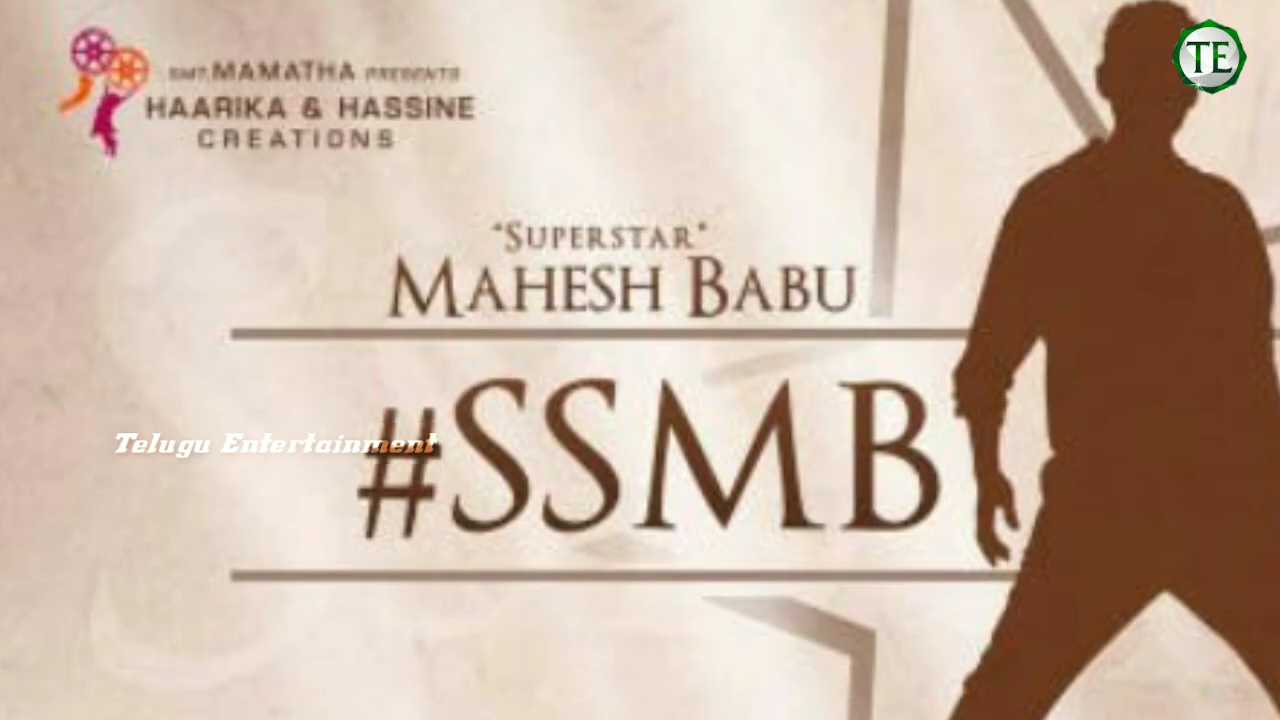 SMT. MAMATHA PRESENTS
HAARIKA & HASSINE
CREATIONS
TE
"SUPERSTAR"
MAHESH BABU
#SSMB
Telugu Entertainment